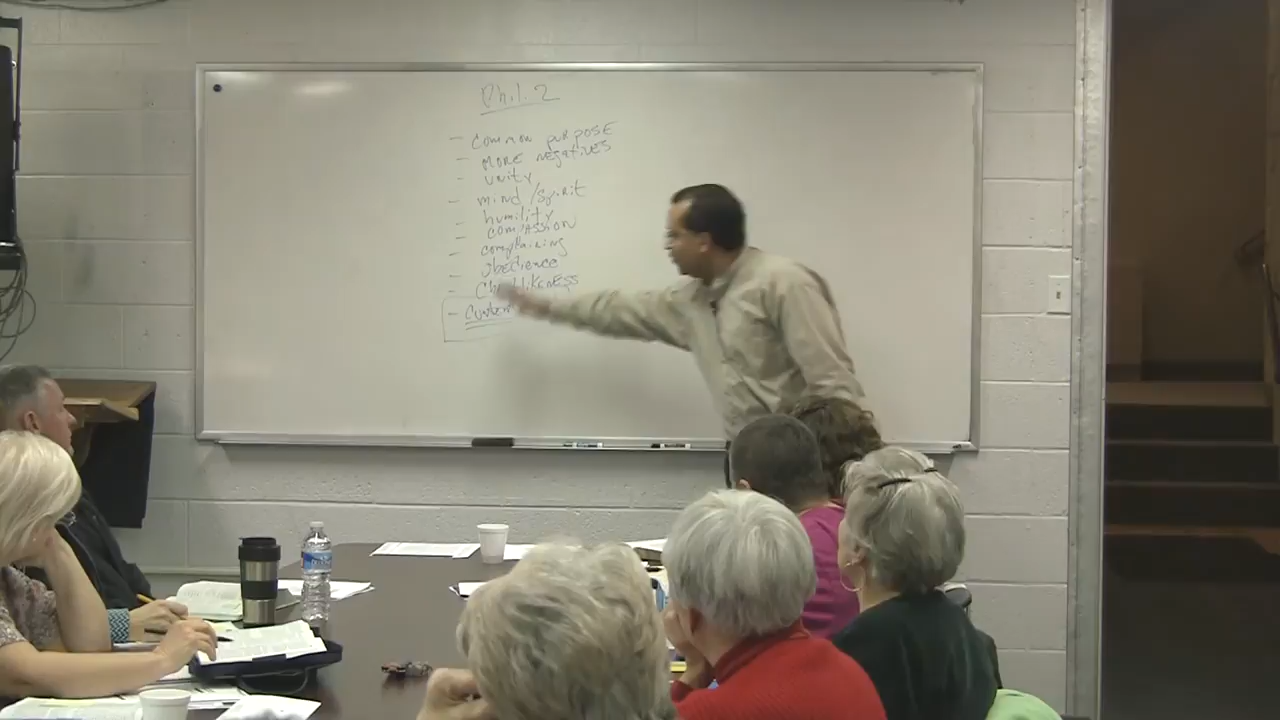 Phil. 2
- Common purpose
- More negatives
- unity
- mind/spirit
- humility
- compassion
- complaining
- obedience